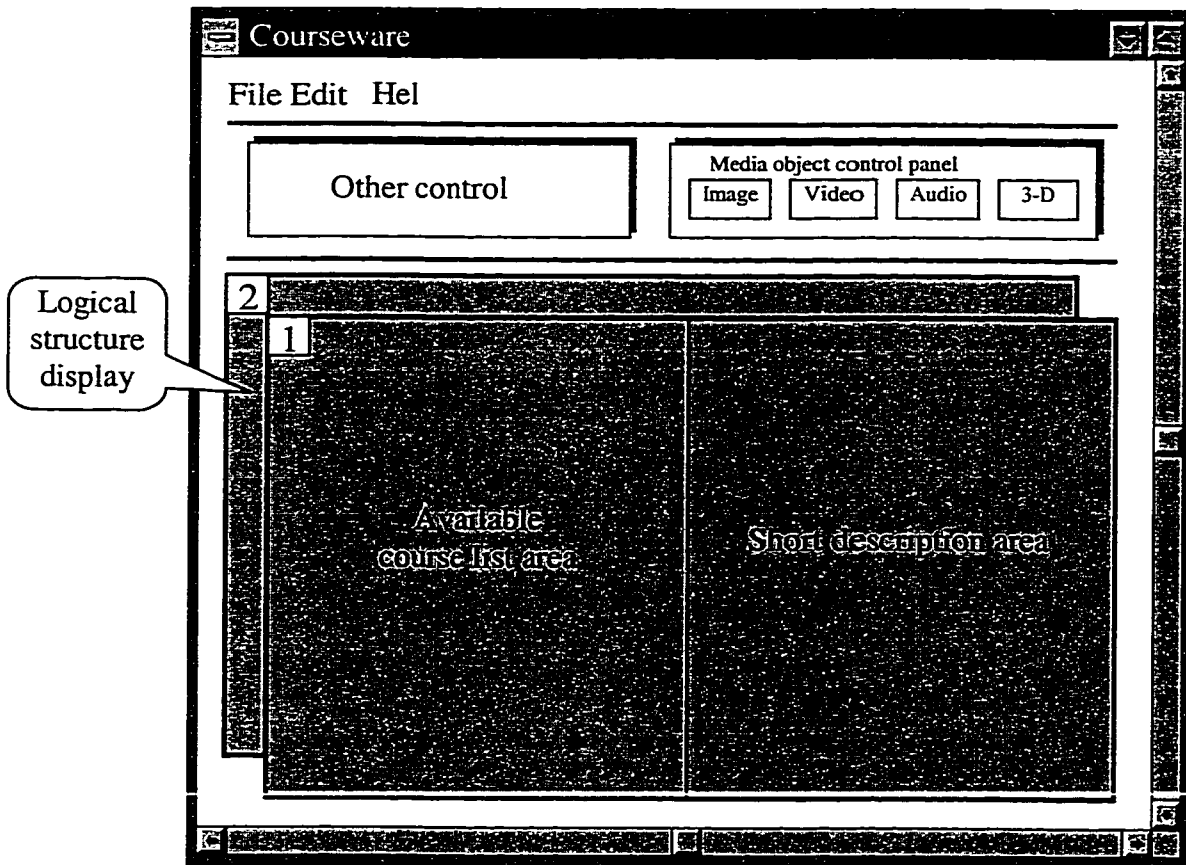 Courseware
File Edit Hel
Other control
Media object control panel
Image Video Audio 3-D
Logical
structure
display
2
1
Available
course list area
Short description area